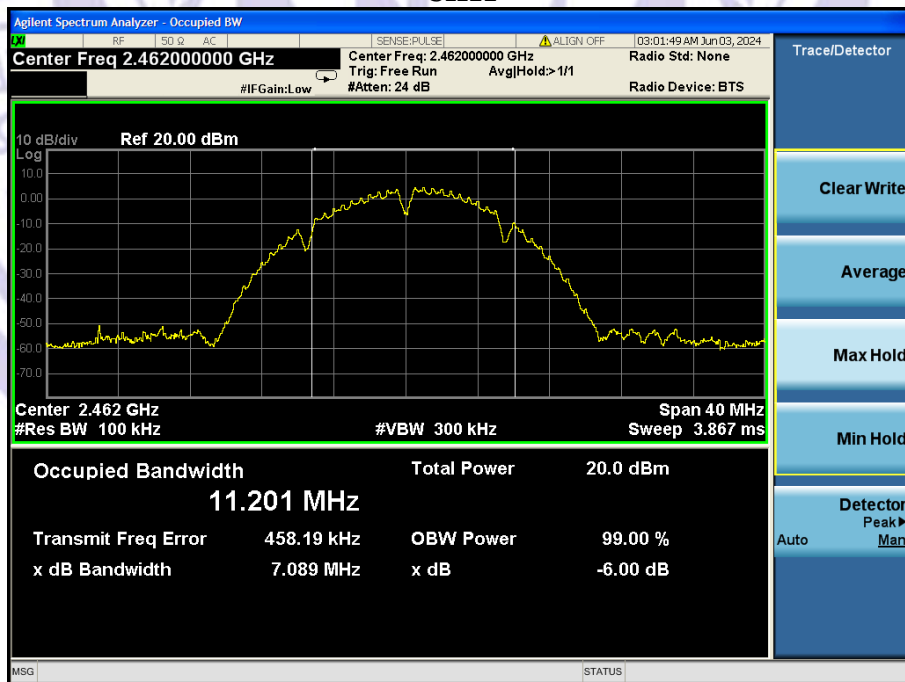 Agilent Spectrum Analyzer - Occupied BW
LXI RF 50 Ω AC SENSE:PULSE ALIGN OFF 03:01:49 AM Jun 03, 2024
Center Freq 2.462000000 GHz
Center Freq: 2.462000000 GHz
Radio Std: None
Trig: Free Run Avg|Hold:>1/1
#IFGain:Low #Atten: 24 dB Radio Device: BTS
Trace/Detector
10 dB/div Ref 20.00 dBm
Log
10.0
0.00
-10.0
-20.0
-30.0
-40.0
-50.0
-60.0
-70.0
Center 2.462 GHz Span 40 MHz
#Res BW 100 kHz #VBW 300 kHz Sweep 3.867 ms
Occupied Bandwidth Total Power 20.0 dBm
11.201 MHz
Transmit Freq Error 458.19 kHz OBW Power 99.00 %
x dB Bandwidth 7.089 MHz x dB -6.00 dB
Clear Write
Average
Max Hold
Min Hold
Detector
Peak▶
Auto Man
MSG STATUS